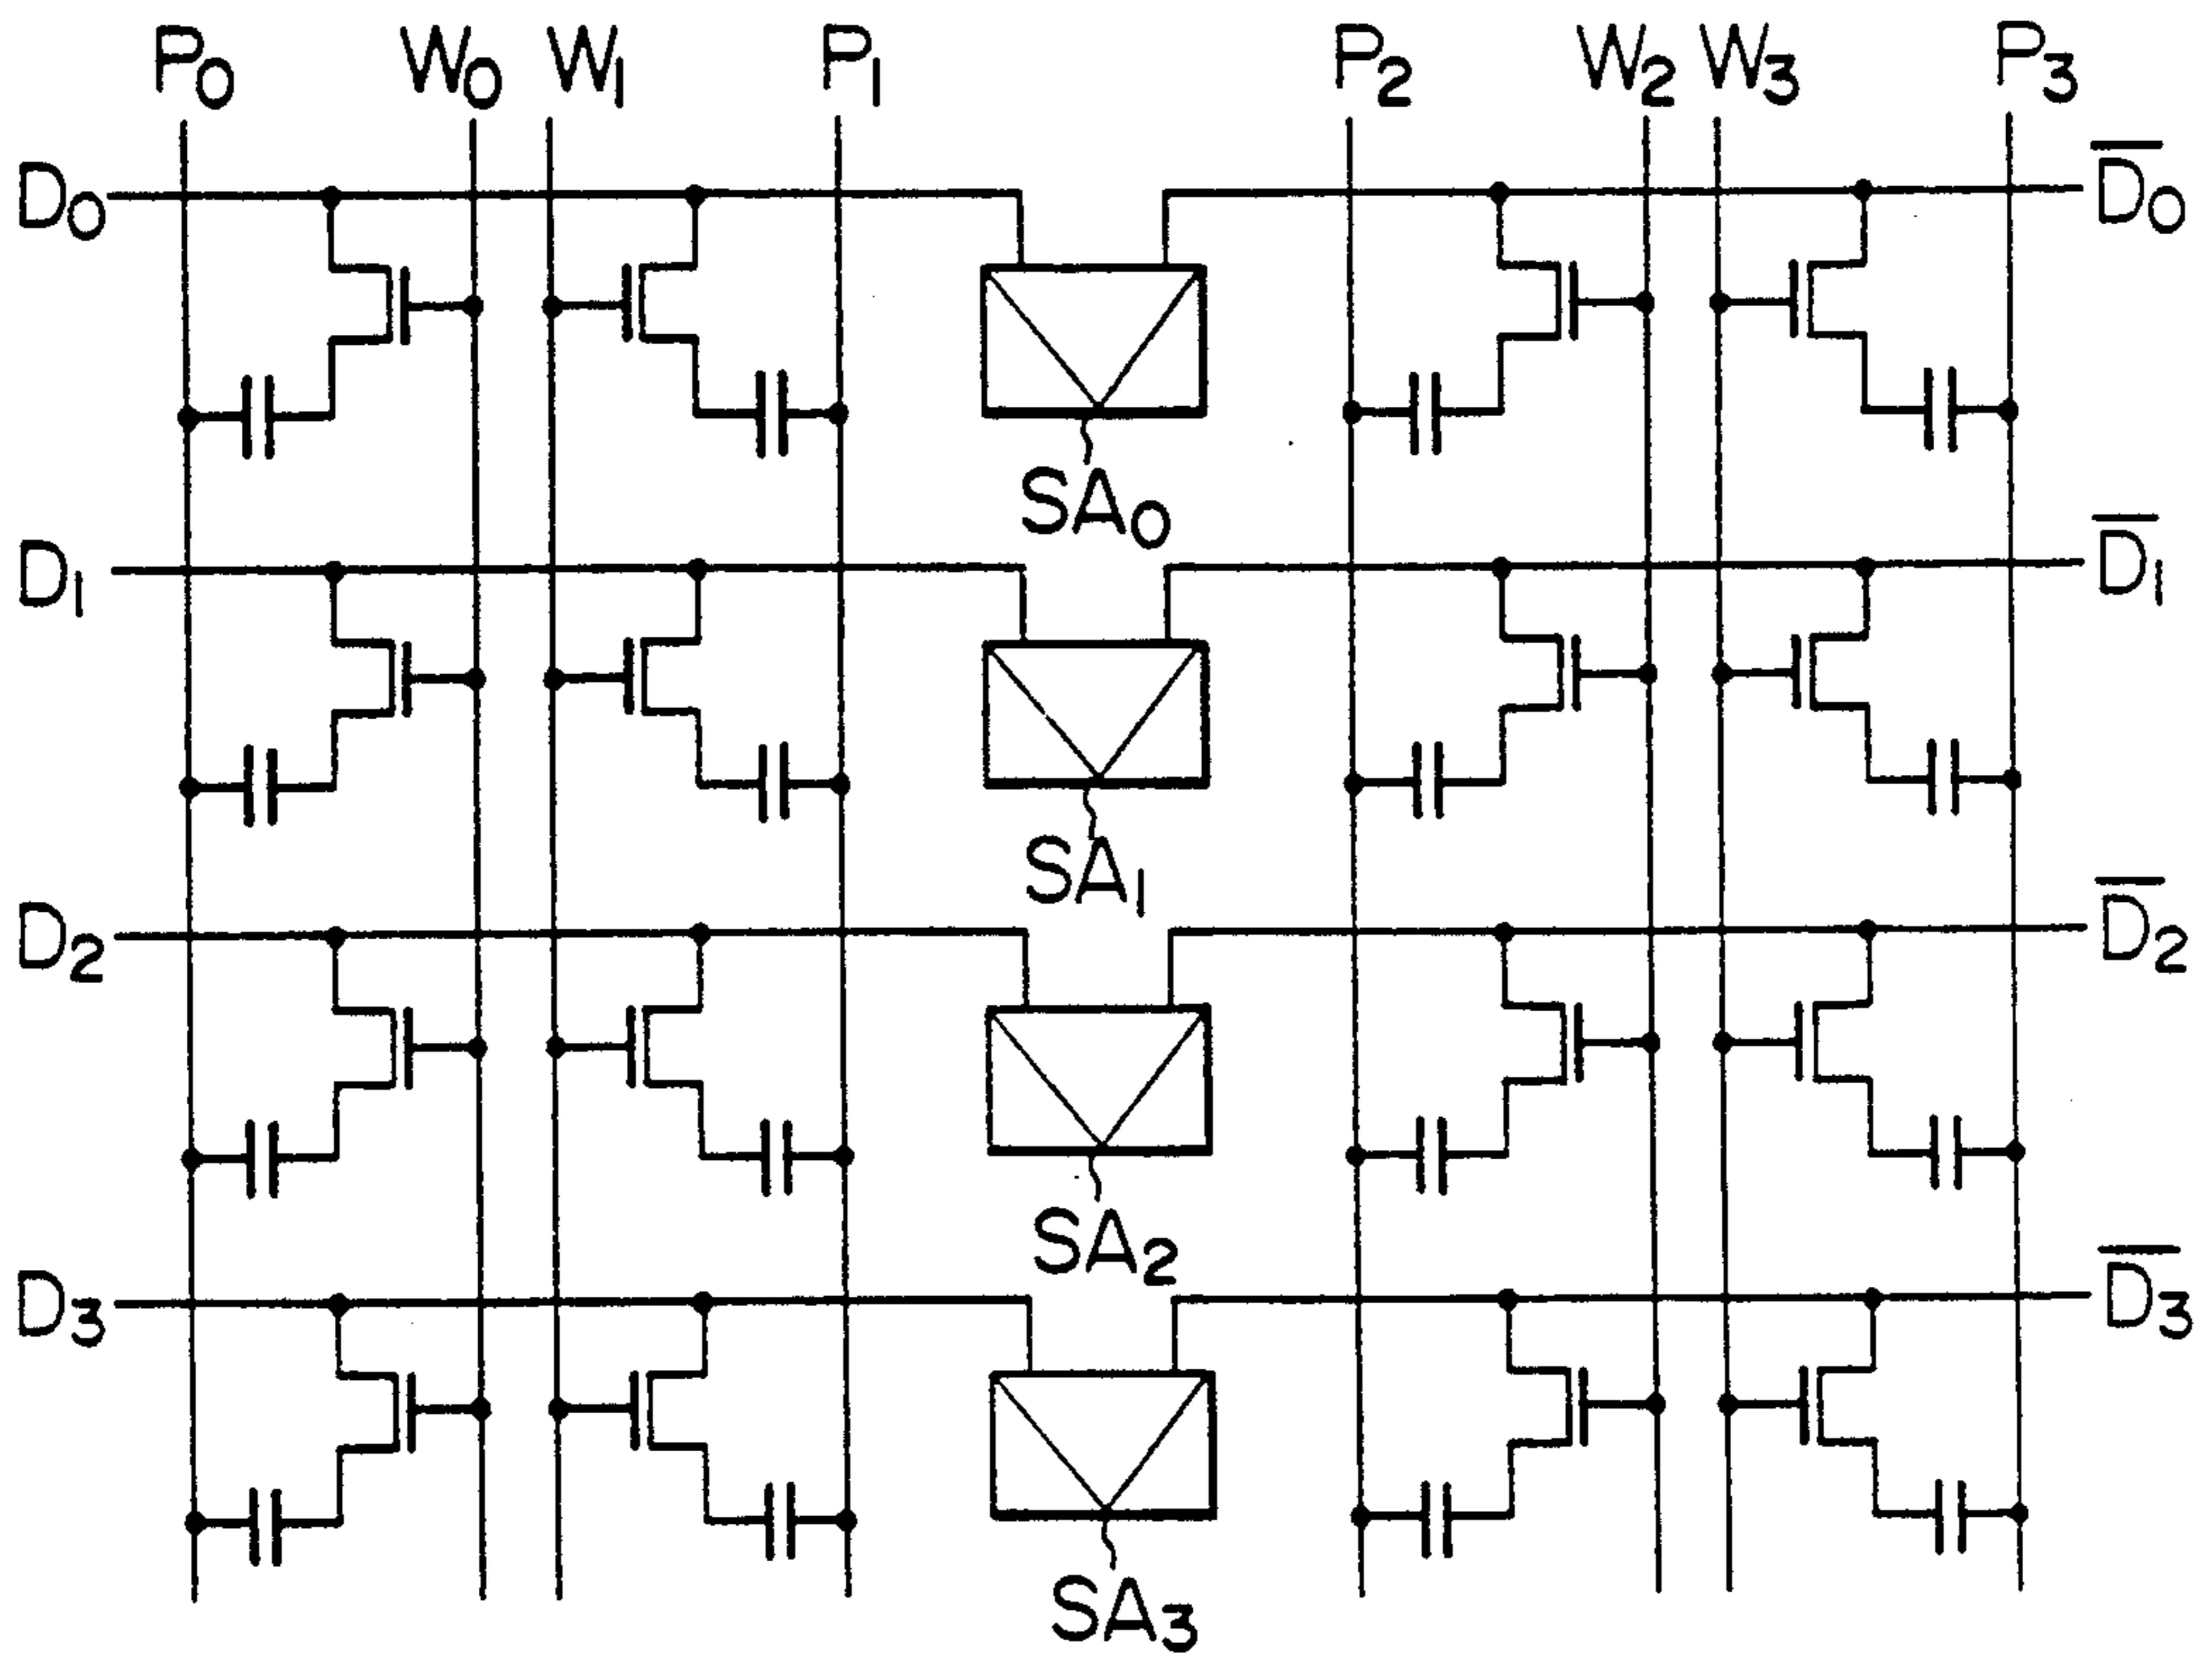 P0 W0 W1 P1 P2 W2 W3 P3
D0 D̅0
SA0
D1 D̅1
SA1
D2 D̅2
SA2
D3 D̅3
SA3